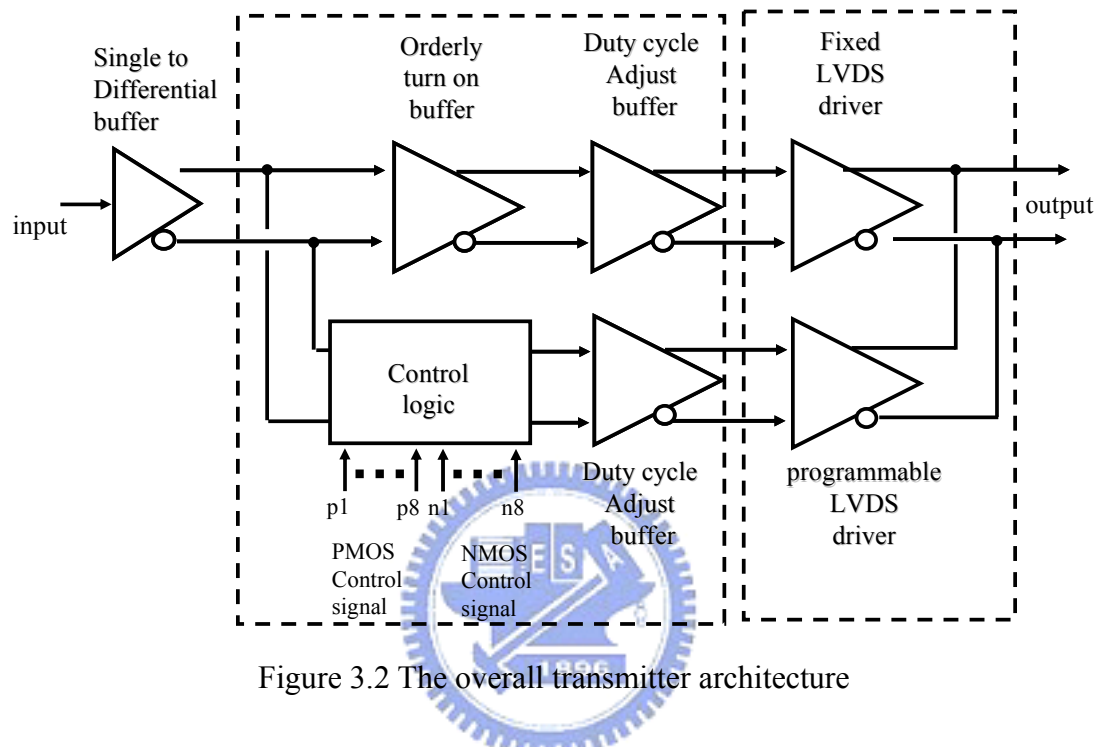 Single to
Differential
buffer
Orderly
turn on
buffer
Duty cycle
Adjust
buffer
Fixed
LVDS
driver
input
output
Control
logic
p1
p8
n1
n8
PMOS
Control
signal
NMOS
Control
signal
Duty cycle
Adjust
buffer
programmable
LVDS
driver
ESA
1896
Figure 3.2 The overall transmitter architecture